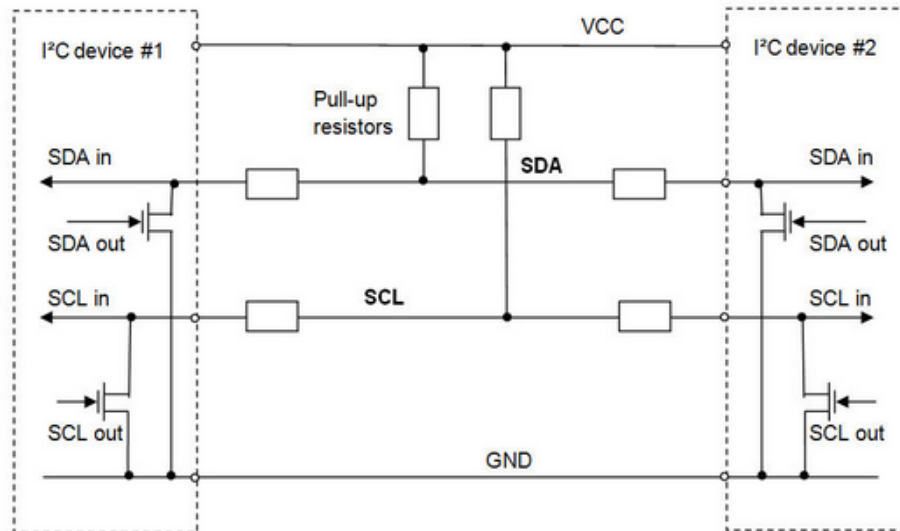 VCC
I²C device #1
I²C device #2
Pull-up
resistors
SDA in
SDA
SDA in
SDA out
SDA out
SCL in
SCL
SCL in
SCL out
SCL out
GND